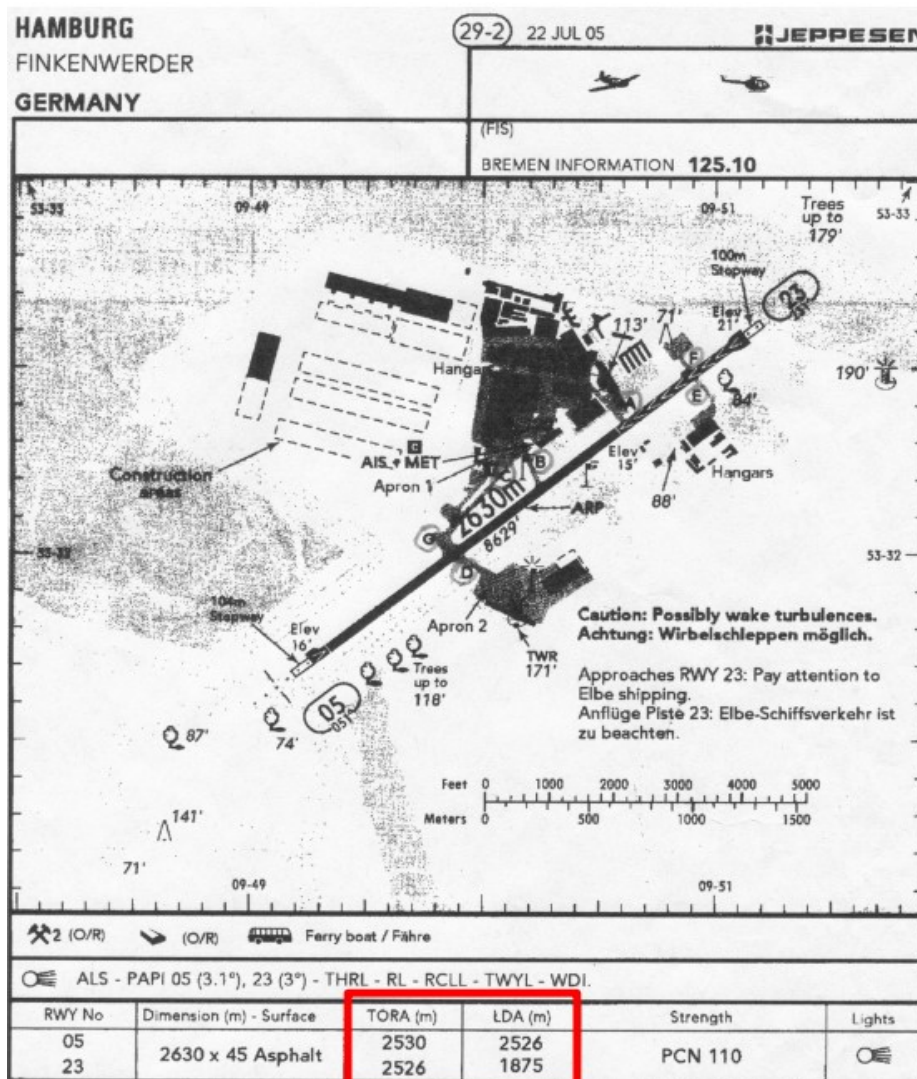 HAMBURG
29-2 22 JUL 05 JEPPESEN
FINKENWERDER
GERMANY
(FIS)
BREMEN INFORMATION 125.10
53-33
09-49
09-51
Trees
up to
179'
53-33
100m
Stopway
23
Elev
21'
71'
113'
F
190'
Hangar
A
E
84'
G
Elev
15'
AIS - MET
Hangars
Construction
areas
Apron 1
B
88'
2630m
ARP
8629'
53-32
D
53-32
104m
Stopway
Apron 2
Caution: Possibly wake turbulences.
Achtung: Wirbelschleppen möglich.
Elev
16'
TWR
171'
Trees
up to
118'
Approaches RWY 23: Pay attention to
Elbe shipping.
Anflüge Piste 23: Elbe-Schiffsverkehr ist
zu beachten.
05
051°
87'
74'
Feet 0 1000 2000 3000 4000 5000
Meters 0 500 1000 1500
141'
71'
09-49
09-51
2 (O/R) (O/R) Ferry boat / Fähre
ALS - PAPI 05 (3.1°), 23 (3°) - THRL - RL - RCLL - TWYL - WDI.
RWY No Dimension (m) - Surface TORA (m) LDA (m) Strength Lights
05 2530 2526
2630 x 45 Asphalt PCN 110
23 2526 1875